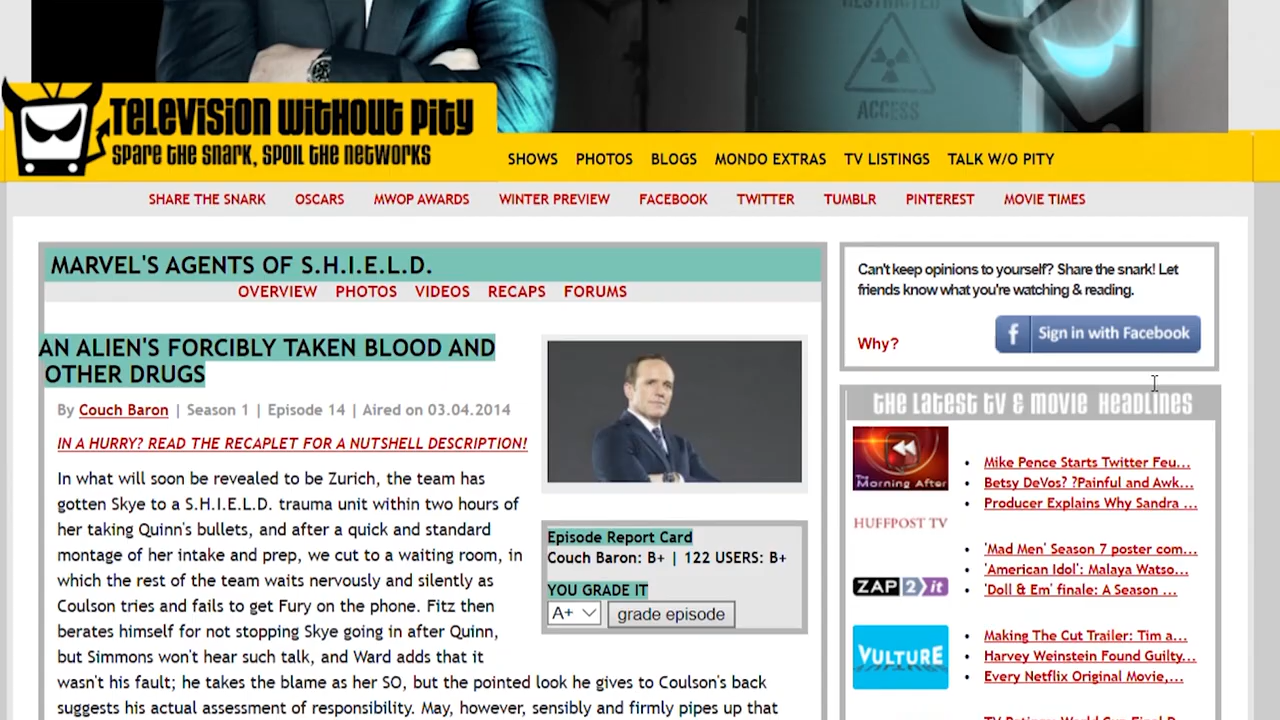 RESTRICTED
ACCESS
TELEVISION WITHOUT PITY
SPARE THE SNARK, SPOIL THE NETWORKS
SHOWS PHOTOS BLOGS MONDO EXTRAS TV LISTINGS TALK W/O PITY
SHARE THE SNARK OSCARS MWOP AWARDS WINTER PREVIEW FACEBOOK TWITTER TUMBLR PINTEREST MOVIE TIMES
MARVEL'S AGENTS OF S.H.I.E.L.D.
OVERVIEW PHOTOS VIDEOS RECAPS FORUMS
AN ALIEN'S FORCIBLY TAKEN BLOOD AND
OTHER DRUGS
By Couch Baron | Season 1 | Episode 14 | Aired on 03.04.2014
IN A HURRY? READ THE RECAPLET FOR A NUTSHELL DESCRIPTION!
In what will soon be revealed to be Zurich, the team has
gotten Skye to a S.H.I.E.L.D. trauma unit within two hours of
her taking Quinn's bullets, and after a quick and standard
montage of her intake and prep, we cut to a waiting room, in
which the rest of the team waits nervously and silently as
Coulson tries and fails to get Fury on the phone. Fitz then
berates himself for not stopping Skye going in after Quinn,
but Simmons won't hear such talk, and Ward adds that it
wasn't his fault; he takes the blame as her SO, but the pointed look he gives to Coulson's back
suggests his actual assessment of responsibility. May, however, sensibly and firmly pipes up that
Episode Report Card
Couch Baron: B+ | 122 USERS: B+
YOU GRADE IT
A+ grade episode
Can't keep opinions to yourself? Share the snark! Let
friends know what you're watching & reading.
Why?
f Sign in with Facebook
The Latest TV & Movie Headlines
The Morning After
Mike Pence Starts Twitter Feu...
Betsy DeVos? ?Painful and Awk...
Producer Explains Why Sandra ...
HUFFPOST TV
'Mad Men' Season 7 poster com...
'American Idol': Malaya Watso...
'Doll & Em' finale: A Season ...
ZAP2it
Making The Cut Trailer: Tim a...
Harvey Weinstein Found Guilty...
Every Netflix Original Movie,...
VULTURE